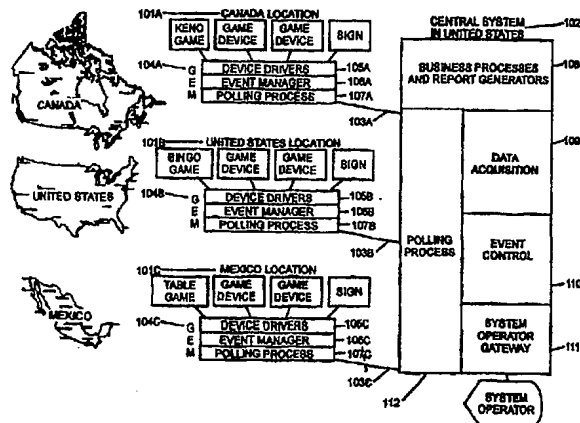 101A
CANADA LOCATION
KENO GAME
GAME DEVICE
GAME DEVICE
SIGN
104A
G
E
M
DEVICE DRIVERS
EVENT MANAGER
POLLING PROCESS
105A
106A
107A
103A
CANADA
101B
UNITED STATES LOCATION
BINGO GAME
GAME DEVICE
GAME DEVICE
SIGN
104B
G
E
M
DEVICE DRIVERS
EVENT MANAGER
POLLING PROCESS
105B
107B
103B
UNITED STATES
101C
MEXICO LOCATION
TABLE GAME
GAME DEVICE
GAME DEVICE
SIGN
104C
G
E
M
DEVICE DRIVERS
EVENT MANAGER
POLLING PROCESS
105C
106C
107C
103C
MEXICO
CENTRAL SYSTEM
IN UNITED STATES
102
BUSINESS PROCESSES
AND REPORT GENERATORS
POLLING
PROCESS
112
DATA
ACQUISITION
109
EVENT
CONTROL
110
SYSTEM
OPERATOR
GATEWAY
111
SYSTEM
OPERATOR